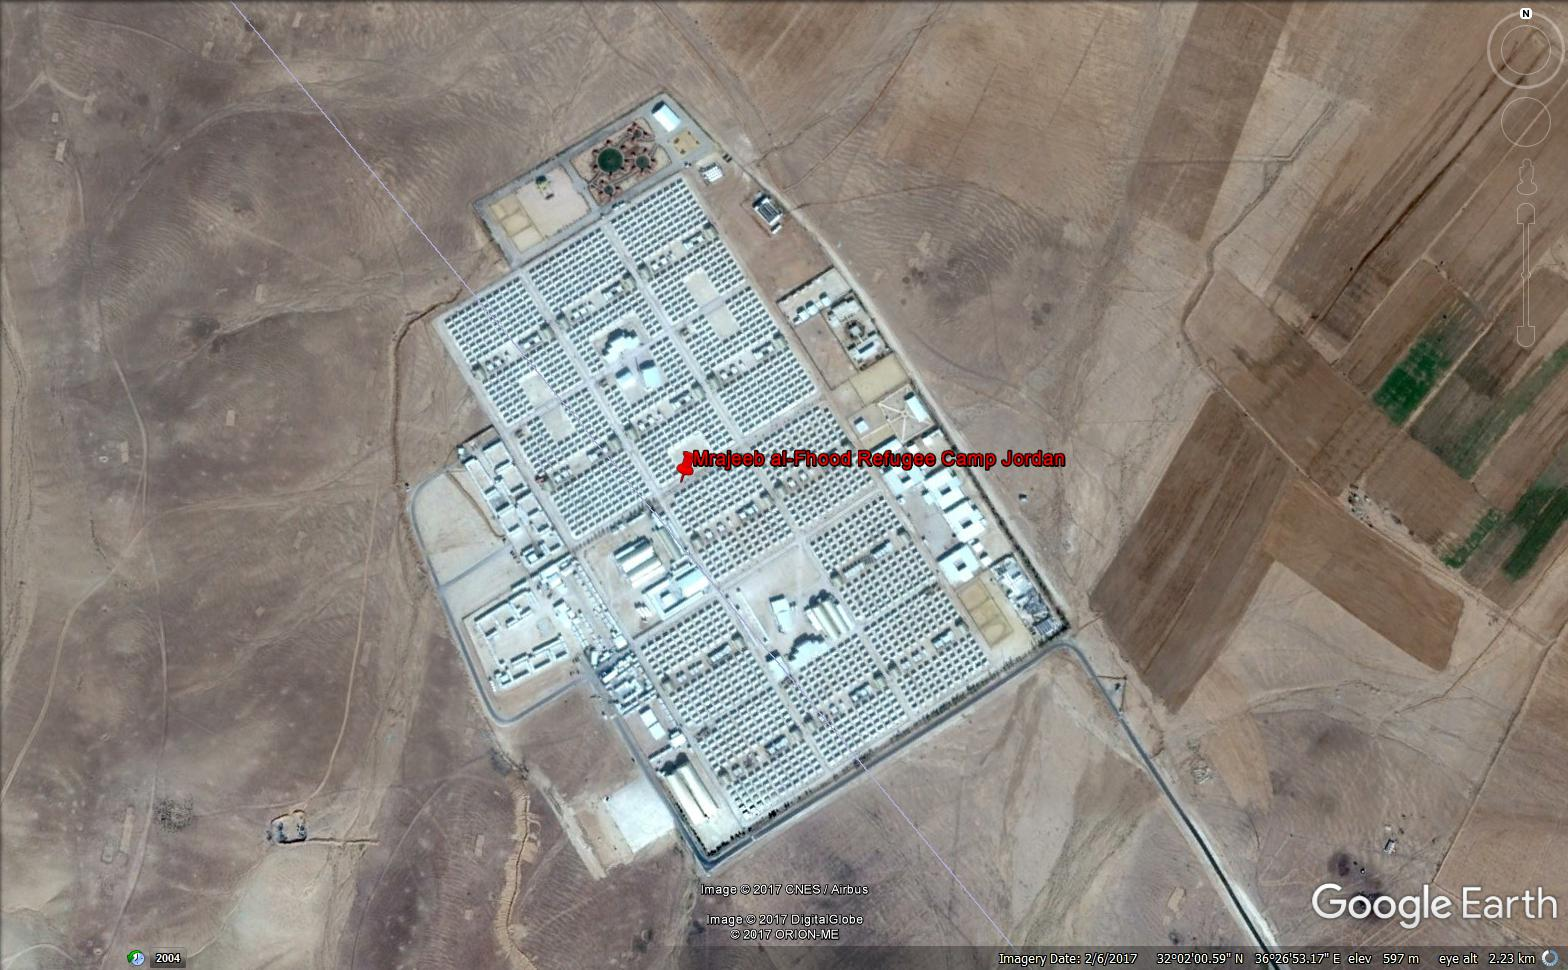 N
Mrajeeb al-Fhood Refugee Camp Jordan
Image © 2017 CNES / Airbus
Image © 2017 DigitalGlobe
© 2017 ORION-ME
Google Earth
2004
Imagery Date: 2/6/2017 32°02'00.59" N 36°26'53.17" E elev 597 m eye alt 2.23 km